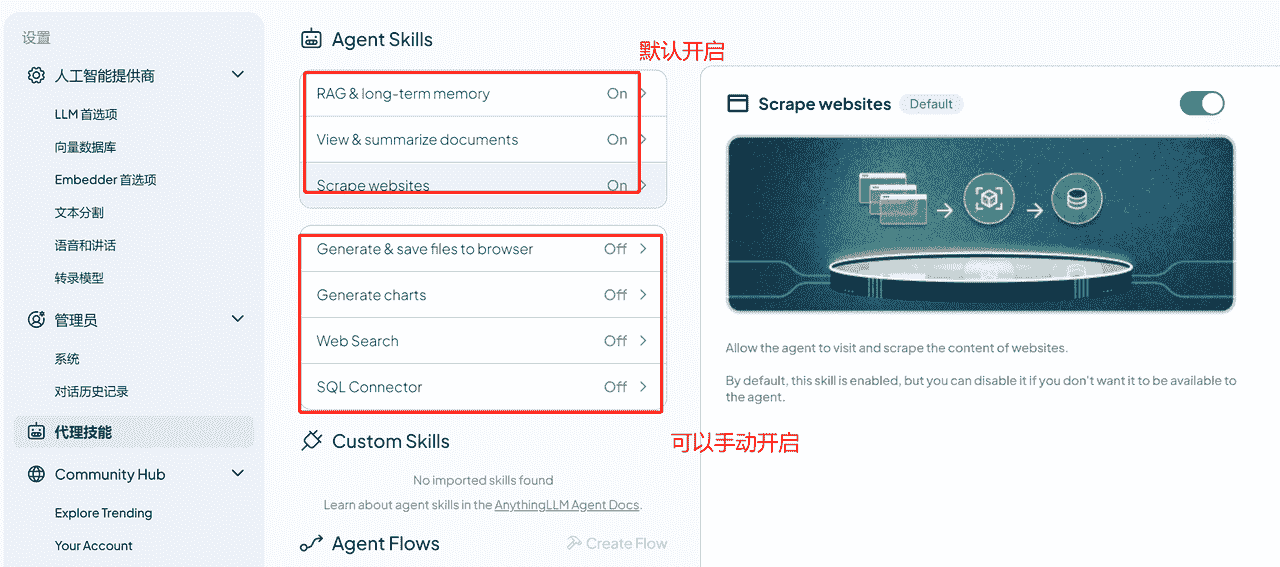 设置
人工智能提供商
LLM 首选项
向量数据库
Embedder 首选项
文本分割
语音和讲话
转录模型
管理员
系统
对话历史记录
代理技能
Community Hub
Explore Trending
Your Account
Agent Skills
默认开启
RAG & long-term memory On
View & summarize documents On
Scrape websites On
Generate & save files to browser Off
Generate charts Off
Web Search Off
SQL Connector Off
可以手动开启
Custom Skills
No imported skills found
Learn about agent skills in the AnythingLLM Agent Docs.
Agent Flows Create Flow
Scrape websites Default
Allow the agent to visit and scrape the content of websites.
By default, this skill is enabled, but you can disable it if you don't want it to be available to
the agent.